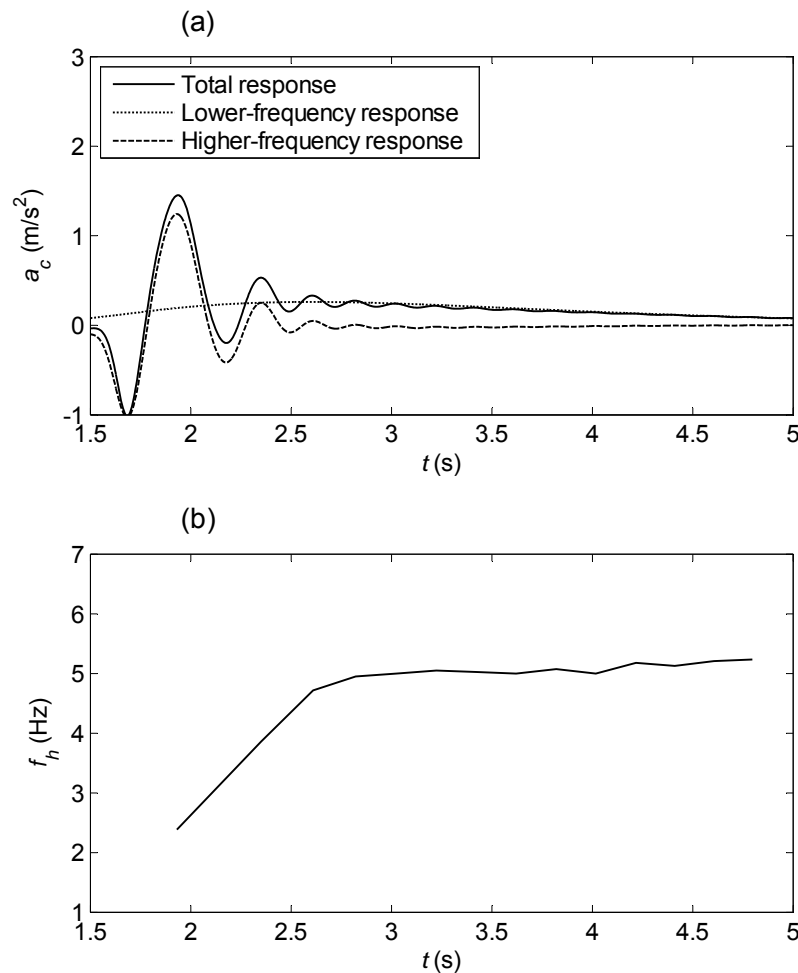 (a)
3
2
1
0
-1
a_c (m/s²)
Total response
Lower-frequency response
Higher-frequency response
1.5 2 2.5 3 3.5 4 4.5 5
t (s)
(b)
7
6
5
4
3
2
1
f_h (Hz)
1.5 2 2.5 3 3.5 4 4.5 5
t (s)